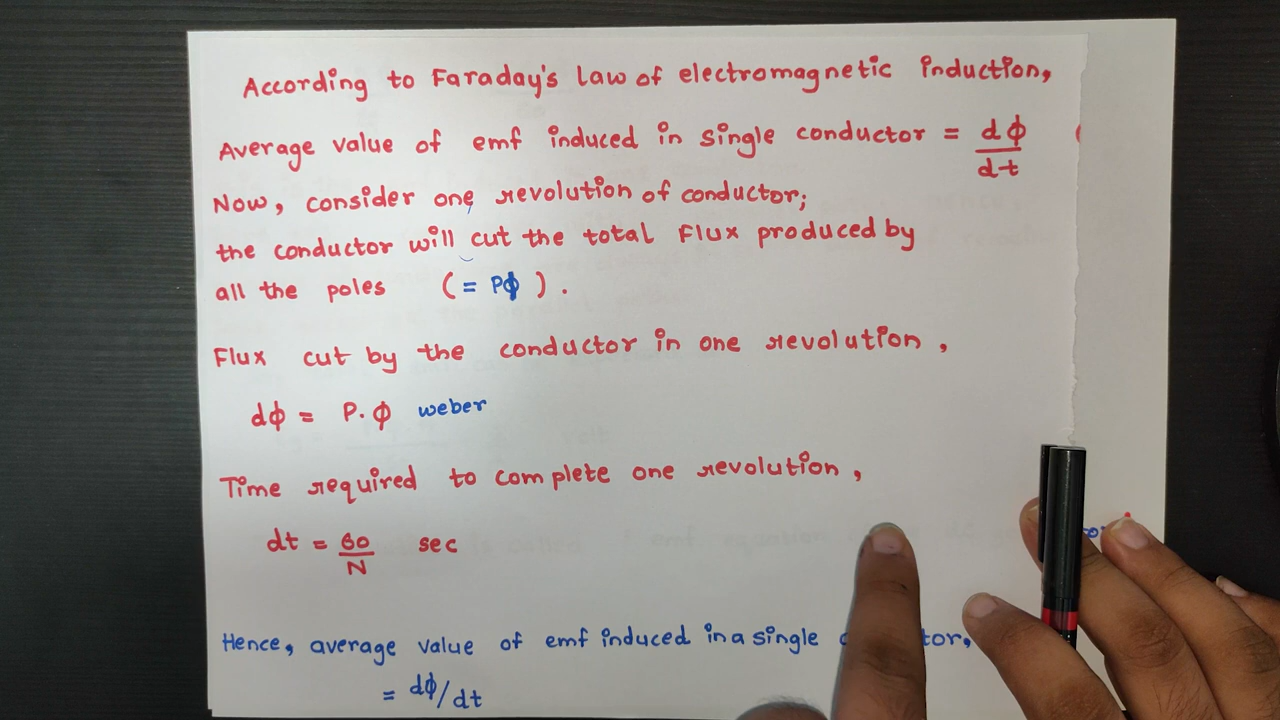 According to Faraday's law of electromagnetic induction,
Average value of emf induced in single conductor = dϕ/dt
Now, consider one revolution of conductor;
the conductor will cut the total Flux produced by
all the poles (= Pϕ).
Flux cut by the conductor in one revolution,
dϕ = P.ϕ weber
Time required to complete one revolution,
dt = 60/N sec
Hence, average value of emf induced in a single
= dϕ/dt